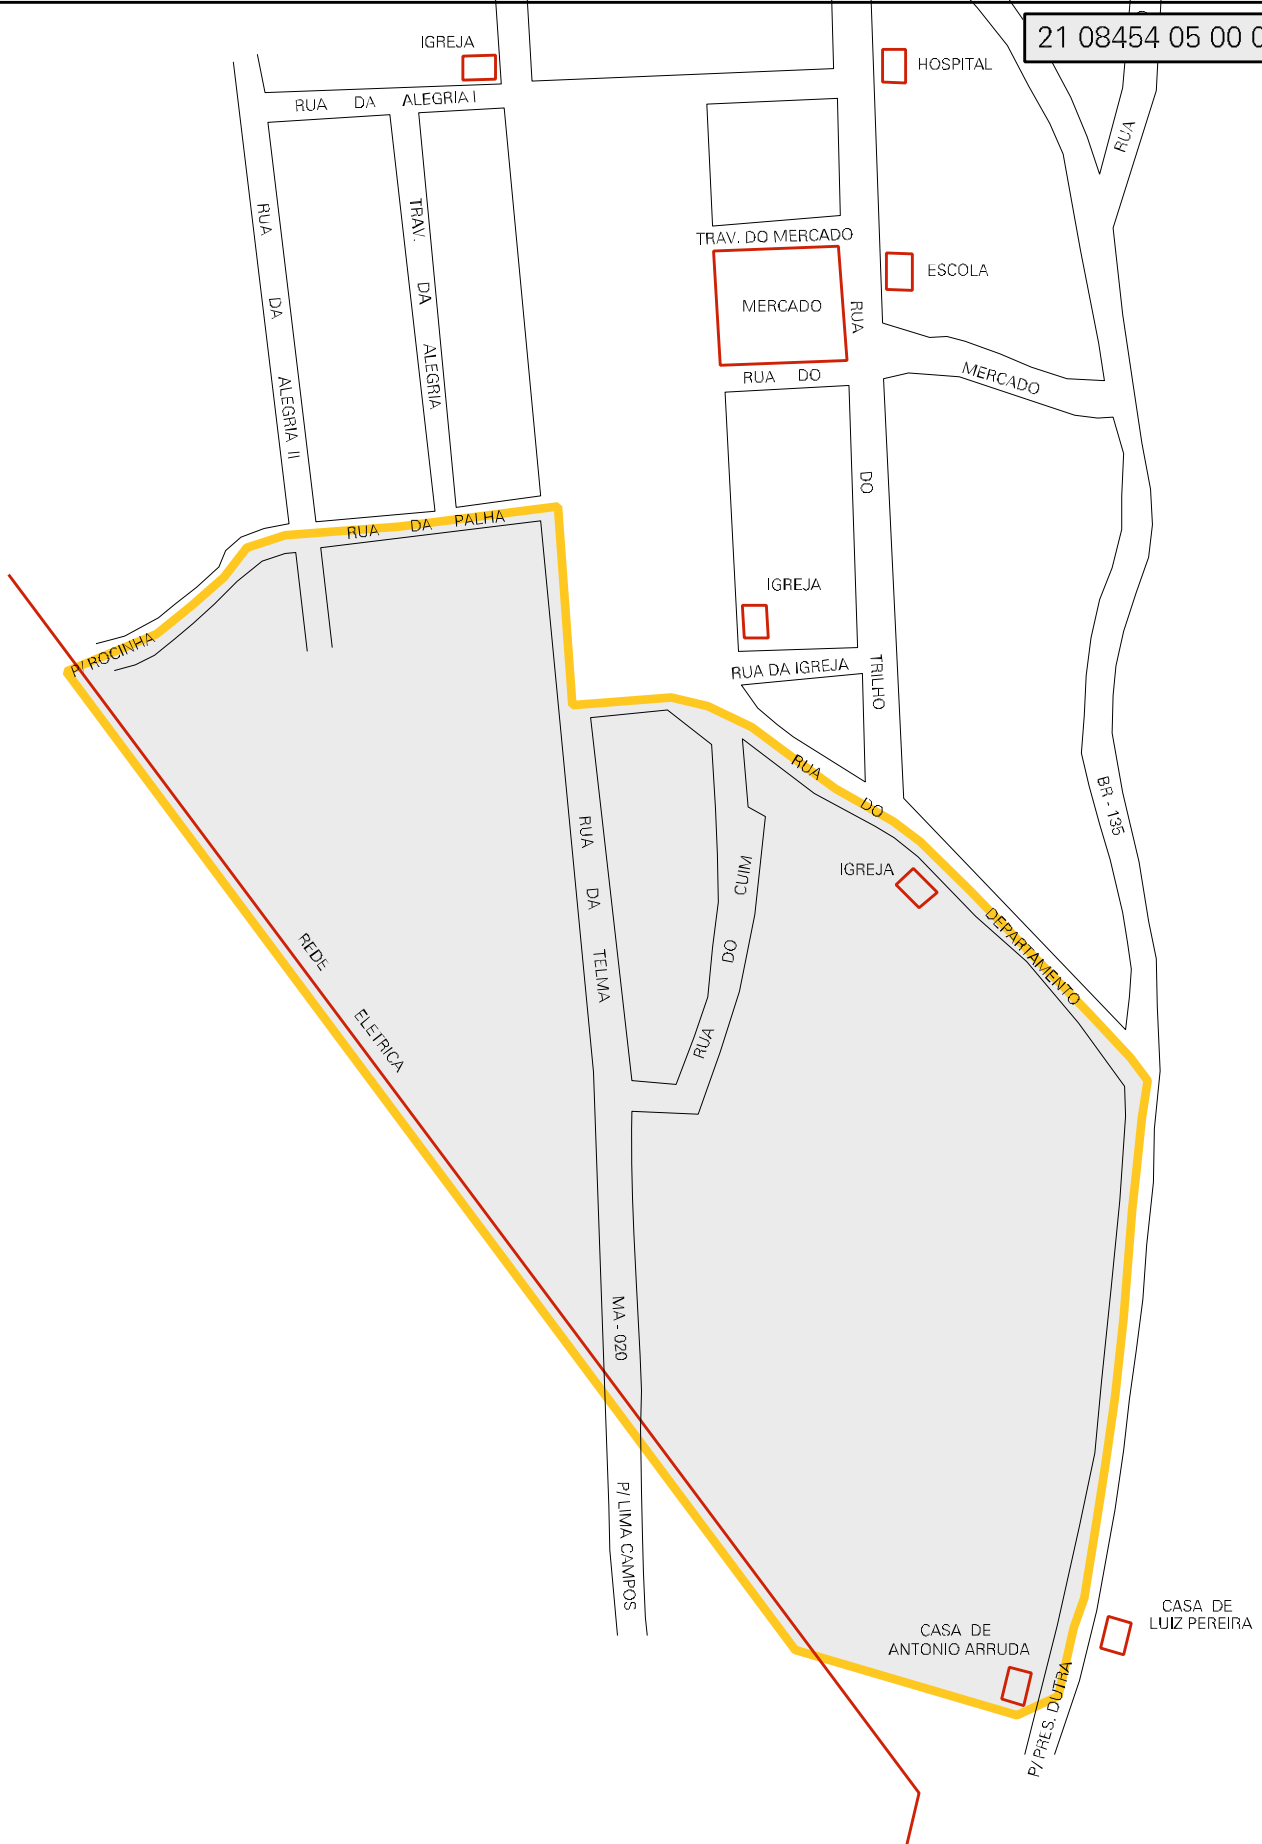 21 08454 05 00 0
IGREJA
HOSPITAL
RUA DA ALEGRIA I
RUA
RUA DA ALEGRIA II
TRAV. DA ALEGRIA
TRAV. DO MERCADO
MERCADO
ESCOLA
RUA DO MERCADO
RUA DO TRILHO
RUA DA PALHA
P/ ROCINHA
IGREJA
RUA DA IGREJA
RUA DO DEPARTAMENTO
BR - 135
IGREJA
RUA DA TELMA
RUA DO CUIM
REDE ELETRICA
MA - 020
P/ LIMA CAMPOS
CASA DE
ANTONIO ARRUDA
CASA DE
LUIZ PEREIRA
P/ PRES. DUTRA